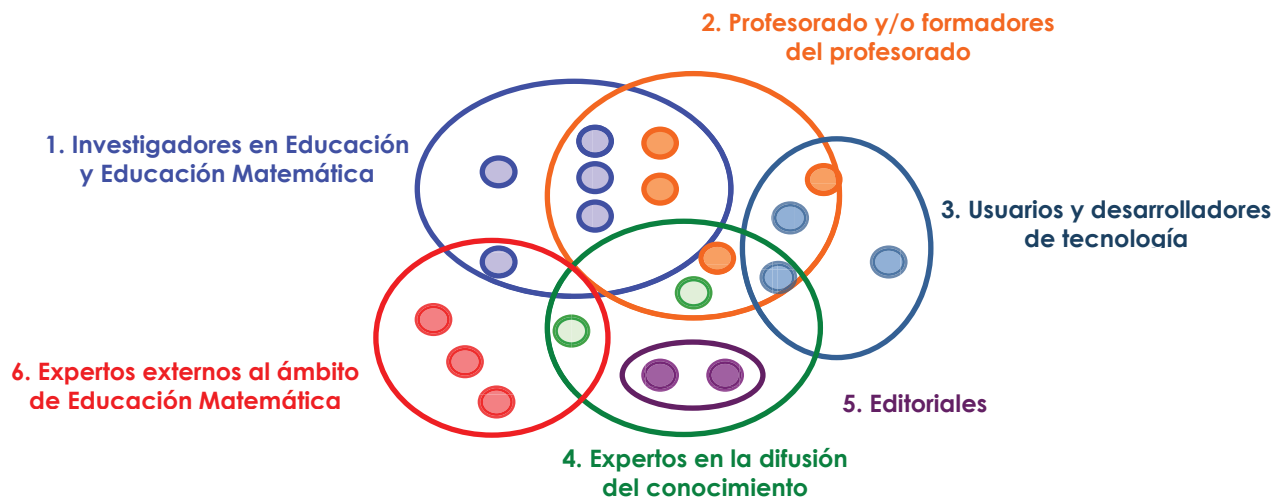 2. Profesorado y/o formadores
del profesorado
1. Investigadores en Educación
y Educación Matemática
3. Usuarios y desarrolladores
de tecnología
6. Expertos externos al ámbito
de Educación Matemática
5. Editoriales
4. Expertos en la difusión
del conocimiento